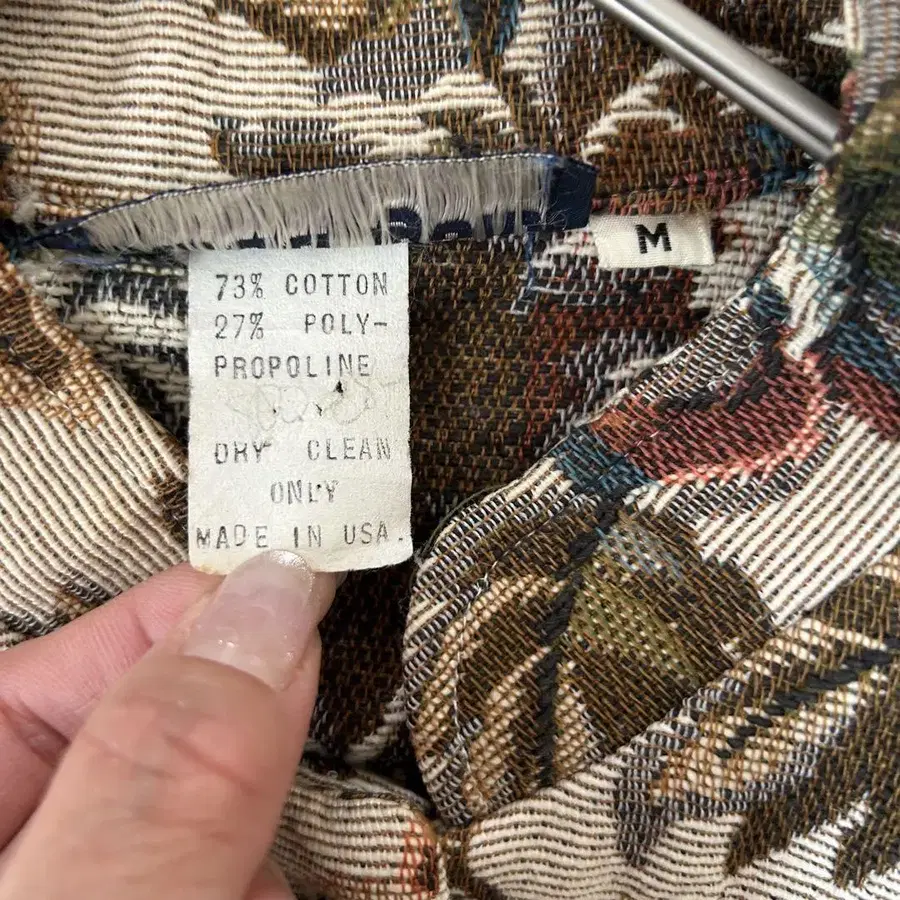 M
73% COTTON
27% POLY-
PROPOLINE
DRY CLEAN
ONLY
MADE IN USA.